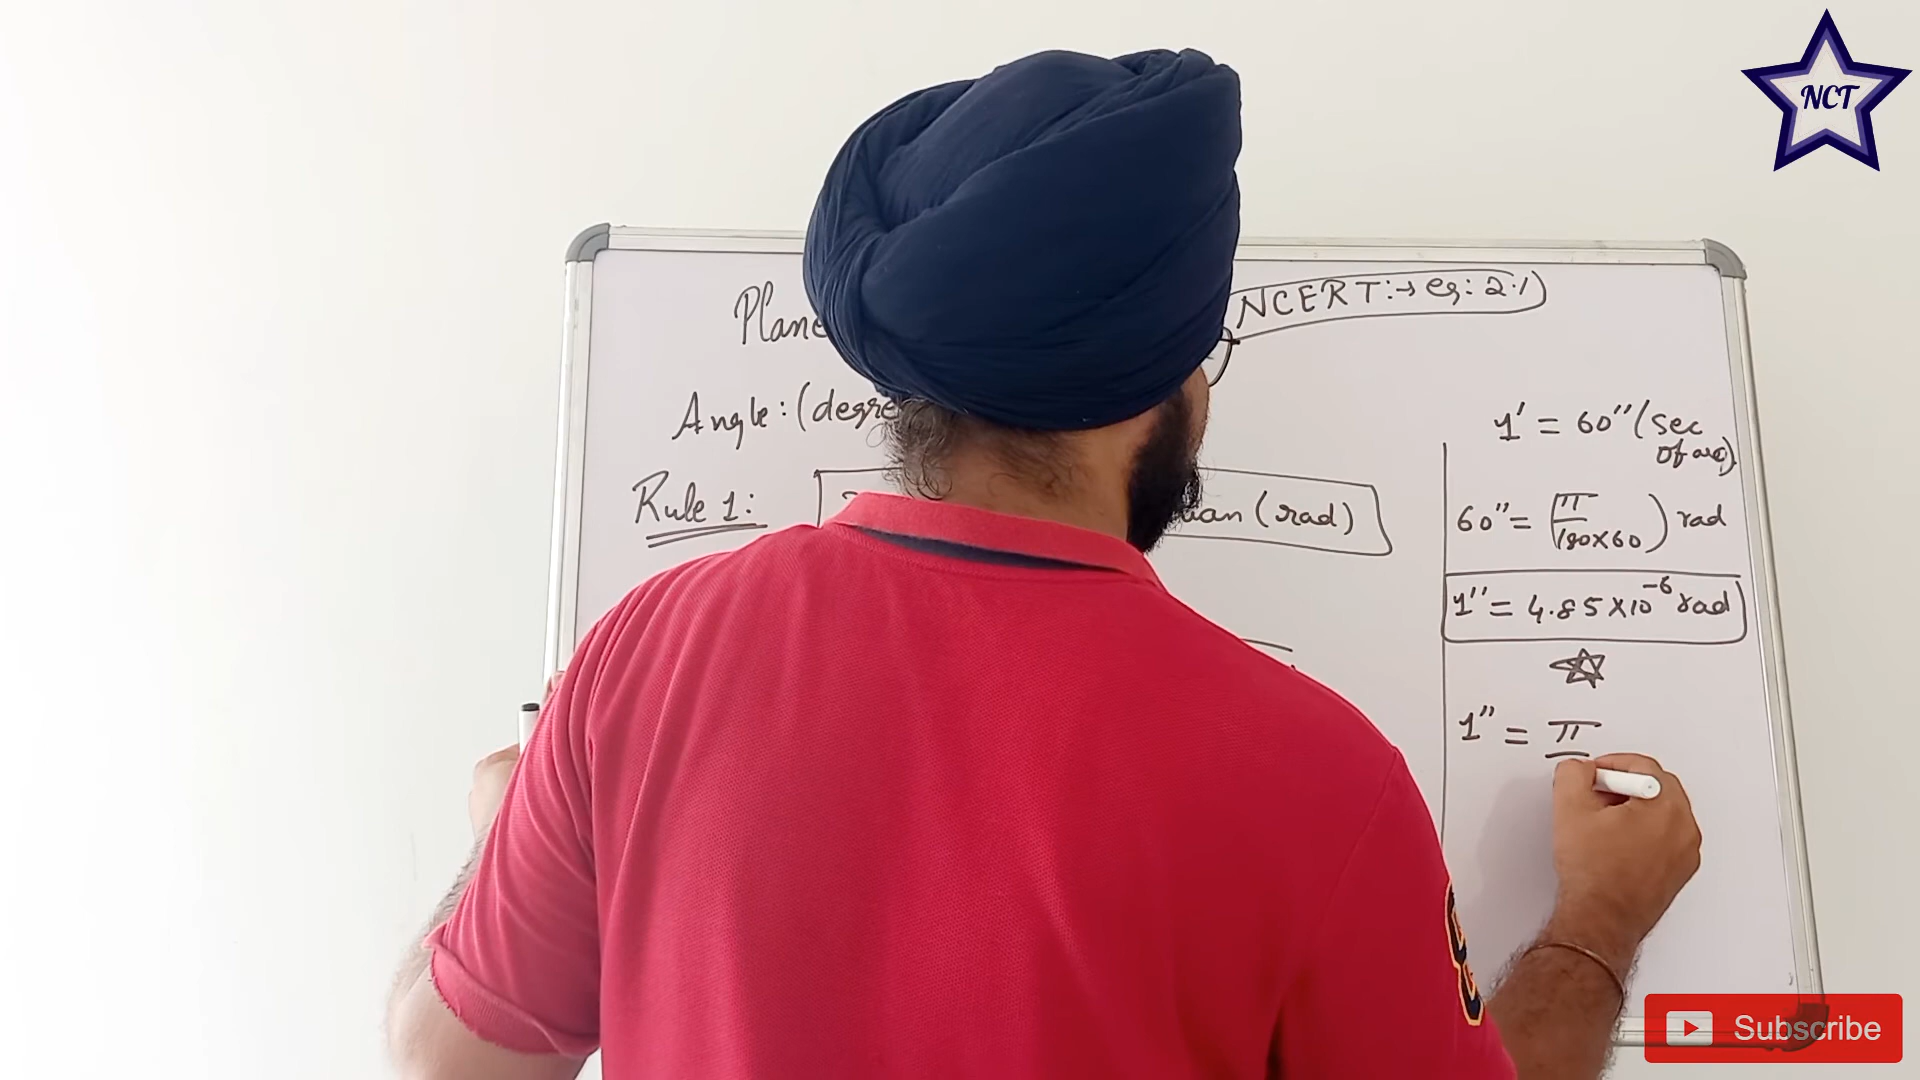 NCT
NCERT:→ eg: 2.1
Plane
Angle: (degre
1' = 60'' (sec
of arc)
Rule 1: ian (rad)
60'' = (π/180×60) rad
1'' = 4.85×10⁻⁶ rad
1'' = π
Subscribe